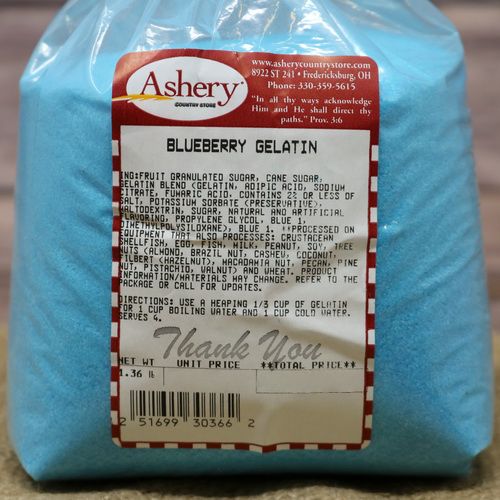 Ashery
COUNTRY STORE
www.asherycountrystore.com
8922 ST 241 • Fredericksburg, OH
Phone: 330-359-5615
"In all thy ways acknowledge
Him and He shall direct thy
paths." Prov. 3:6
BLUEBERRY GELATIN
ING:FRUIT GRANULATED SUGAR, CANE SUGAR,
GELATIN BLEND (GELATIN, ADIPIC ACID, SODIUM
CITRATE, FUMARIC ACID. CONTAINS 2% OR LESS OF
SALT, POTASSIUM SORBATE (PRESERVATIVE),
MALTODEXTRIN, SUGAR, NATURAL AND ARTIFICIAL
FLAVORING, PROPYLENE GLYCOL, BLUE 1,
DIMETHYLPOLYSILOXANE), BLUE 1. **PROCESSED ON
EQUIPMENT THAT ALSO PROCESSES: CRUSTACEAN
SHELLFISH, EGG, FISH, MILK, PEANUT, SOY, TREE
NUTS (ALMOND, BRAZIL NUT, CASHEW, COCONUT,
FILBERT (HAZELNUT), MACADAMIA NUT, PECAN, PINE
NUT, PISTACHIO, WALNUT) AND WHEAT. PRODUCT
INFORMATION/MATERIALS MAY CHANGE. REFER TO THE
PACKAGE OR CALL FOR UPDATES.
DIRECTIONS: USE A HEAPING 1/3 CUP OF GELATIN
FOR 1 CUP BOILING WATER AND 1 CUP COLD WATER.
SERVES 4.
Thank You
NET WT UNIT PRICE **TOTAL PRICE**
1.36 lb
2 51699 30366 2